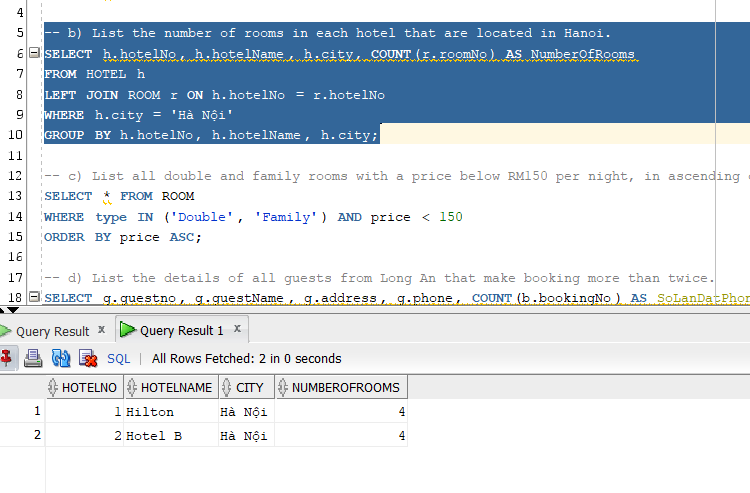 4
5 -- b) List the number of rooms in each hotel that are located in Hanoi.
6 SELECT h.hotelNo, h.hotelName, h.city, COUNT(r.roomNo) AS NumberOfRooms
7 FROM HOTEL h
8 LEFT JOIN ROOM r ON h.hotelNo = r.hotelNo
9 WHERE h.city = 'Hà Nội'
10 GROUP BY h.hotelNo, h.hotelName, h.city;
11
12 -- c) List all double and family rooms with a price below RM150 per night, in ascending
13 SELECT * FROM ROOM
14 WHERE type IN ('Double', 'Family') AND price < 150
15 ORDER BY price ASC;
16
17 -- d) List the details of all guests from Long An that make booking more than twice.
18 SELECT g.guestno, g.guestName, g.address, g.phone, COUNT(b.bookingNo) AS SoLanDatPhon
Query Result x Query Result 1 x
SQL | All Rows Fetched: 2 in 0 seconds
HOTELNO HOTELNAME CITY NUMBEROFROOMS
1 1 Hilton Hà Nội 4
2 2 Hotel B Hà Nội 4